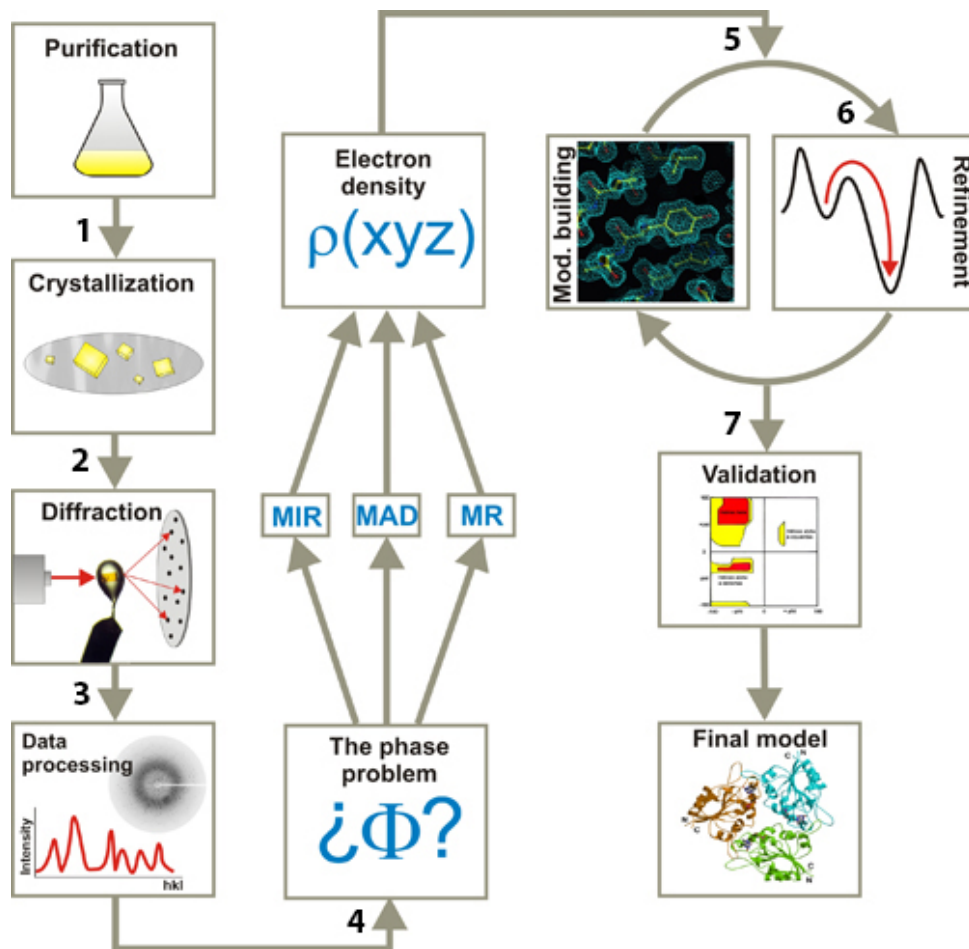 Purification
1
Crystallization
2
Diffraction
3
Data
processing
Intensity
hkl
4
The phase
problem
¿Φ?
MIR
MAD
MR
Electron
density
ρ(xyz)
5
Mod. building
6
Refinement
7
Validation
Final model
N
C
N
C
C
N